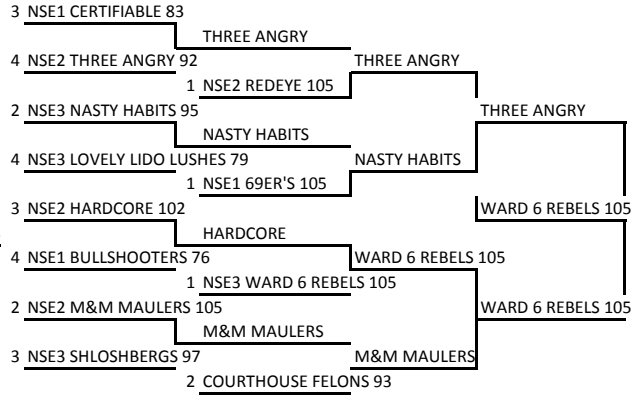 3 NSE1 CERTIFIABLE 83
THREE ANGRY
4 NSE2 THREE ANGRY 92
THREE ANGRY
1 NSE2 REDEYE 105
2 NSE3 NASTY HABITS 95
THREE ANGRY
NASTY HABITS
4 NSE3 LOVELY LIDO LUSHES 79
NASTY HABITS
1 NSE1 69ER'S 105
3 NSE2 HARDCORE 102
WARD 6 REBELS 105
HARDCORE
4 NSE1 BULLSHOOTERS 76
WARD 6 REBELS 105
1 NSE3 WARD 6 REBELS 105
2 NSE2 M&M MAULERS 105
WARD 6 REBELS 105
M&M MAULERS
3 NSE3 SHLOSHBERGS 97
M&M MAULERS
2 COURTHOUSE FELONS 93